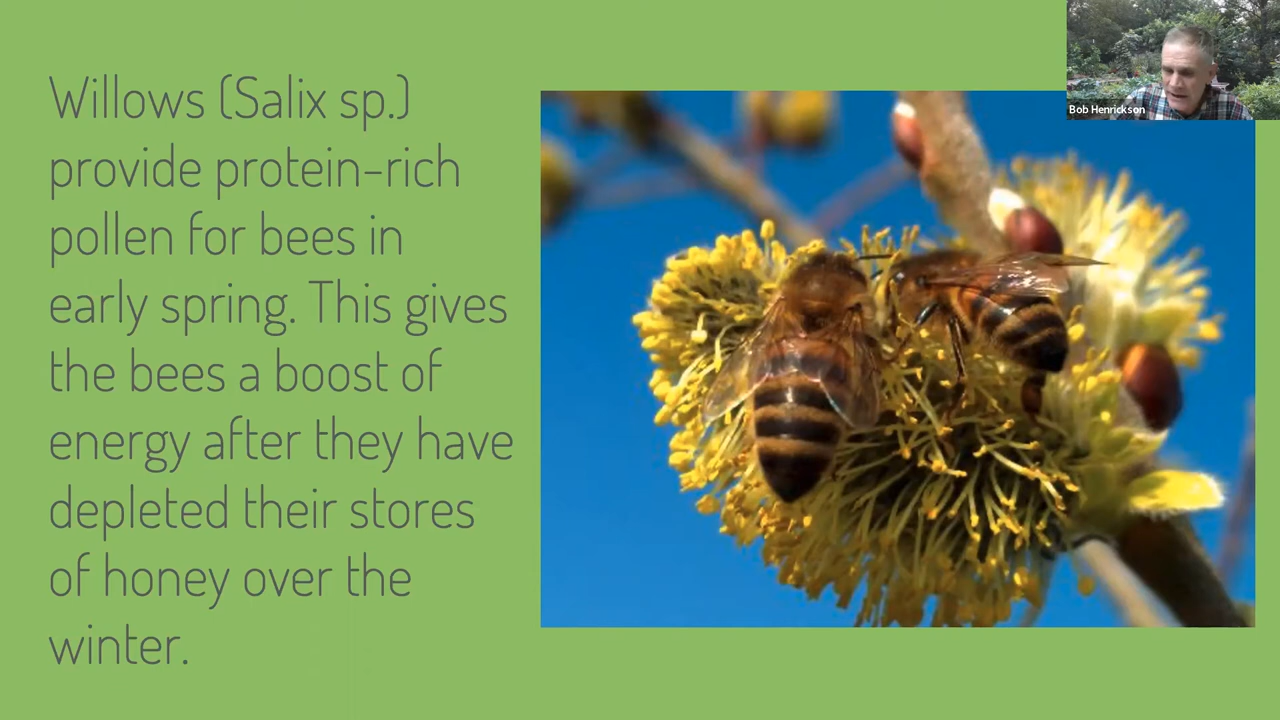 Willows (Salix sp.)
provide protein-rich
pollen for bees in
early spring. This gives
the bees a boost of
energy after they have
depleted their stores
of honey over the
winter.
Bob Henrickson